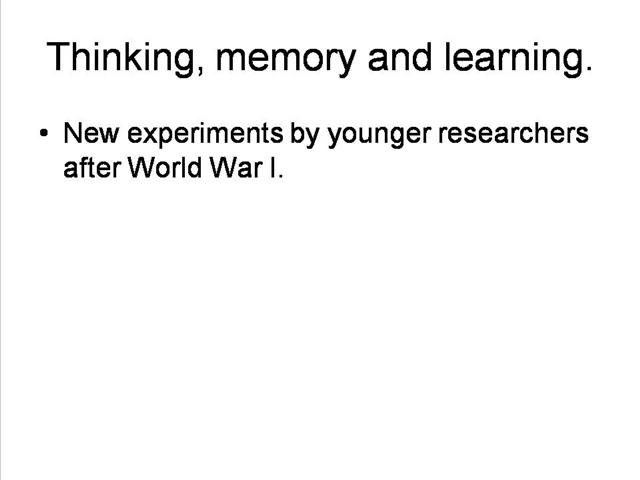 Thinking, memory and learning.
• New experiments by younger researchers
after World War I.